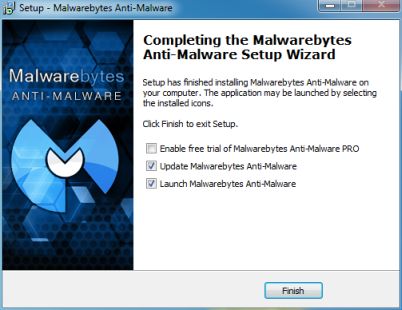 Setup - Malwarebytes Anti-Malware
Malwarebytes
ANTI-MALWARE
Completing the Malwarebytes
Anti-Malware Setup Wizard
Setup has finished installing Malwarebytes Anti-Malware on
your computer. The application may be launched by selecting
the installed icons.
Click Finish to exit Setup.
Enable free trial of Malwarebytes Anti-Malware PRO
Update Malwarebytes Anti-Malware
Launch Malwarebytes Anti-Malware
Finish